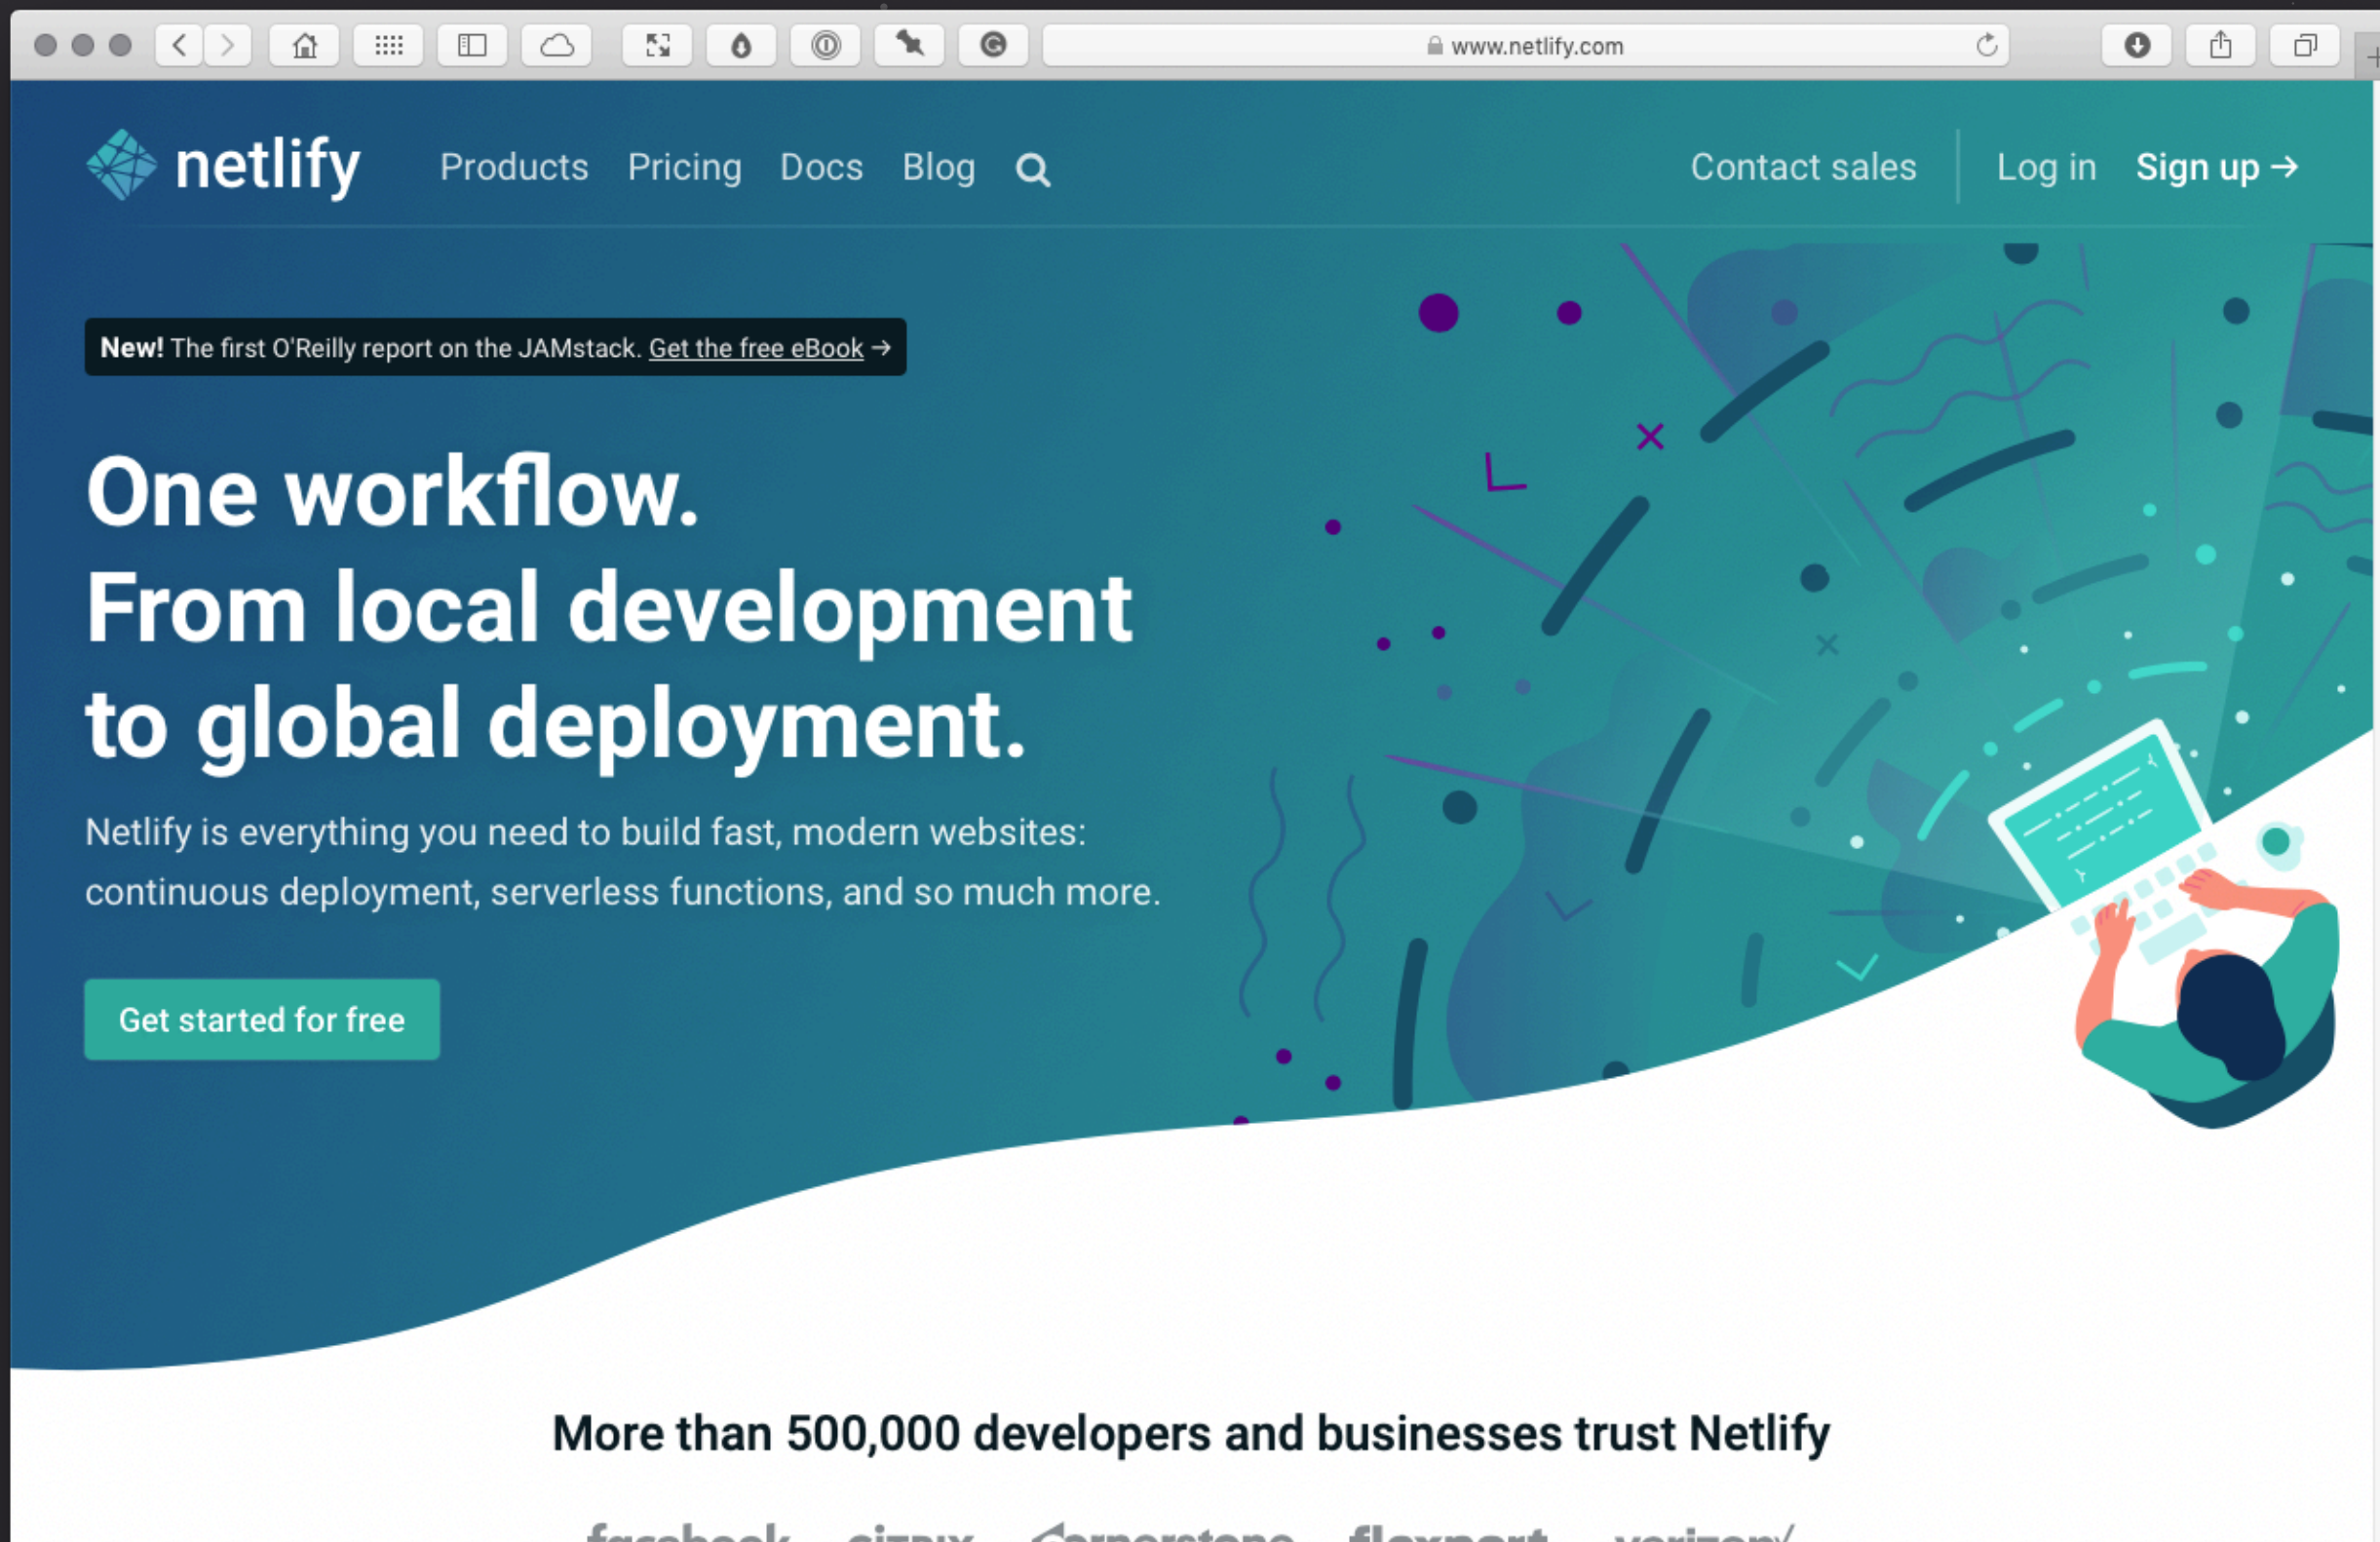 www.netlify.com
netlify Products Pricing Docs Blog Contact sales Log in Sign up →
New! The first O'Reilly report on the JAMstack. Get the free eBook →
One workflow.
From local development
to global deployment.
Netlify is everything you need to build fast, modern websites:
continuous deployment, serverless functions, and so much more.
Get started for free
More than 500,000 developers and businesses trust Netlify